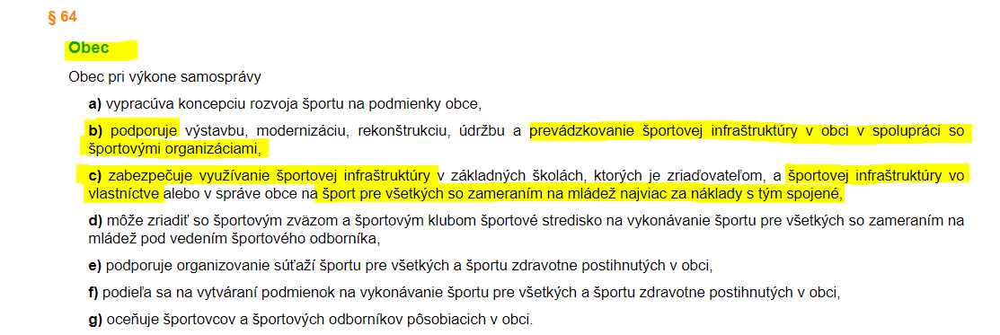 § 64
Obec
Obec pri výkone samosprávy
a) vypracúva koncepciu rozvoja športu na podmienky obce,
b) podporuje výstavbu, modernizáciu, rekonštrukciu, údržbu a prevádzkovanie športovej infraštruktúry v obci v spolupráci so
športovými organizáciami,
c) zabezpečuje využívanie športovej infraštruktúry v základných školách, ktorých je zriaďovateľom, a športovej infraštruktúry vo
vlastníctve alebo v správe obce na šport pre všetkých so zameraním na mládež najviac za náklady s tým spojené,
d) môže zriadiť so športovým zväzom a športovým klubom športové stredisko na vykonávanie športu pre všetkých so zameraním na
mládež pod vedením športového odborníka,
e) podporuje organizovanie súťaží športu pre všetkých a športu zdravotne postihnutých v obci,
f) podieľa sa na vytváraní podmienok na vykonávanie športu pre všetkých a športu zdravotne postihnutých v obci,
g) oceňuje športovcov a športových odborníkov pôsobiacich v obci.